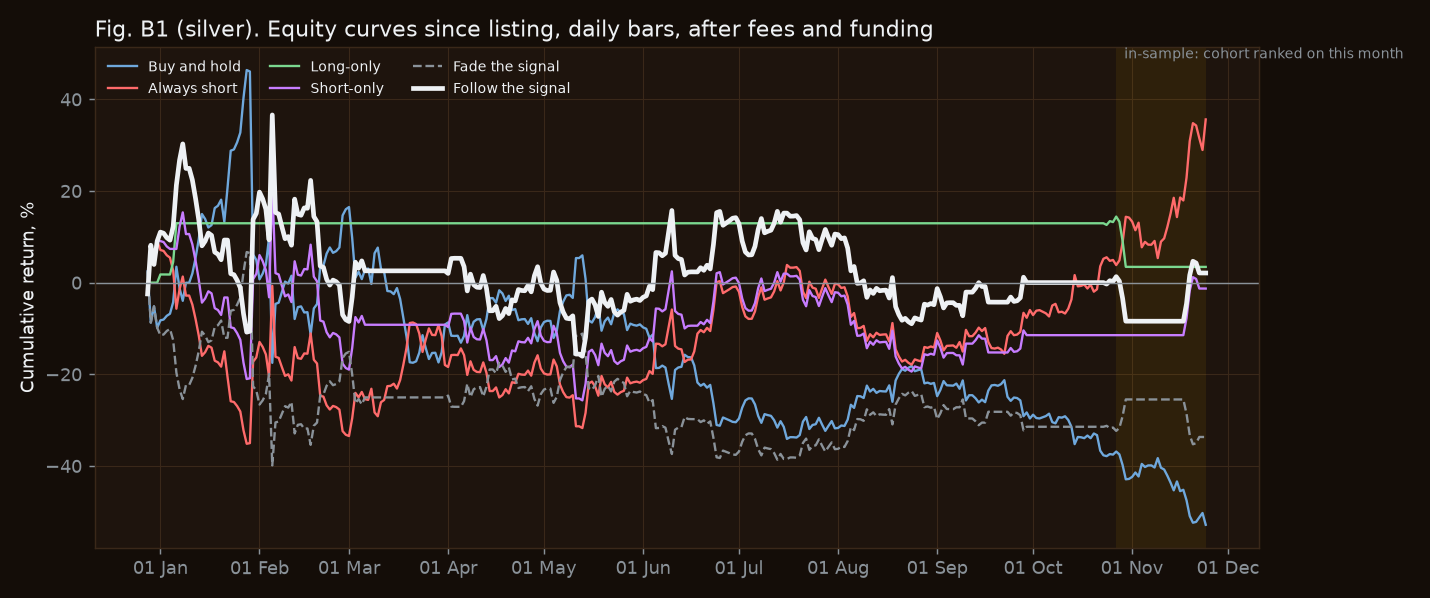 Fig. B1 (silver). Equity curves since listing, daily bars, after fees and funding
in-sample: cohort ranked on this month
Buy and hold
Always short
Long-only
Short-only
Fade the signal
Follow the signal
Cumulative return, %
40
20
0
−20
−40
01 Jan
01 Feb
01 Mar
01 Apr
01 May
01 Jun
01 Jul
01 Aug
01 Sep
01 Oct
01 Nov
01 Dec